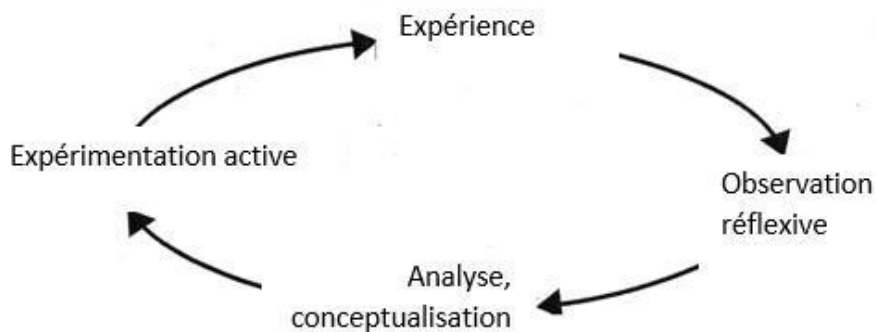 Expérience
Expérimentation active
Observation
réflexive
Analyse,
conceptualisation